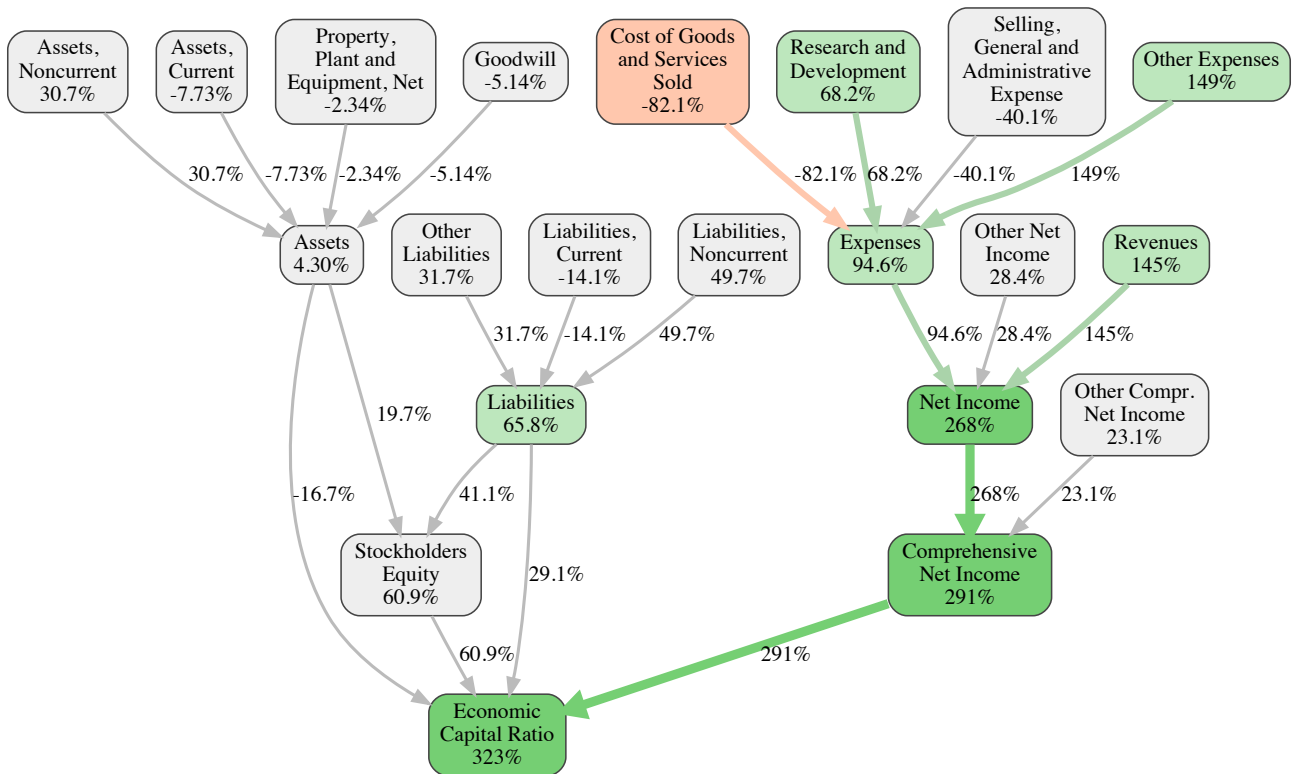 Assets,
Noncurrent
30.7%
Assets,
Current
-7.73%
Property,
Plant and
Equipment, Net
-2.34%
Goodwill
-5.14%
Cost of Goods
and Services
Sold
-82.1%
Research and
Development
68.2%
Selling,
General and
Administrative
Expense
-40.1%
Other Expenses
149%
30.7%
-7.73%
-2.34%
-5.14%
-82.1%
68.2%
-40.1%
149%
Assets
4.30%
Other
Liabilities
31.7%
Liabilities,
Current
-14.1%
Liabilities,
Noncurrent
49.7%
Expenses
94.6%
Other Net
Income
28.4%
Revenues
145%
31.7%
-14.1%
49.7%
94.6%
28.4%
145%
19.7%
Liabilities
65.8%
Net Income
268%
Other Compr.
Net Income
23.1%
-16.7%
41.1%
268%
23.1%
Stockholders
Equity
60.9%
29.1%
Comprehensive
Net Income
291%
60.9%
291%
Economic
Capital Ratio
323%